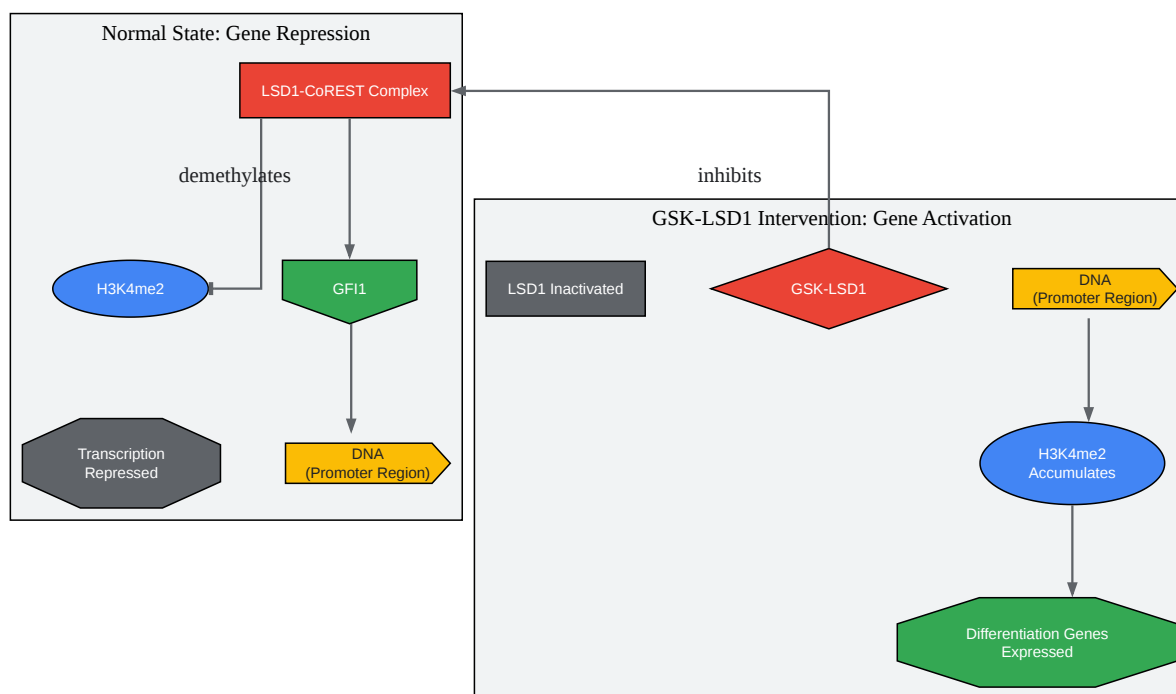 Normal State: Gene Repression
LSD1-CoREST Complex
demethylates
inhibits
H3K4me2
GFI1
Transcription
Repressed
DNA
(Promoter Region)
GSK-LSD1 Intervention: Gene Activation
LSD1 Inactivated
GSK-LSD1
DNA
(Promoter Region)
H3K4me2
Accumulates
Differentiation Genes
Expressed